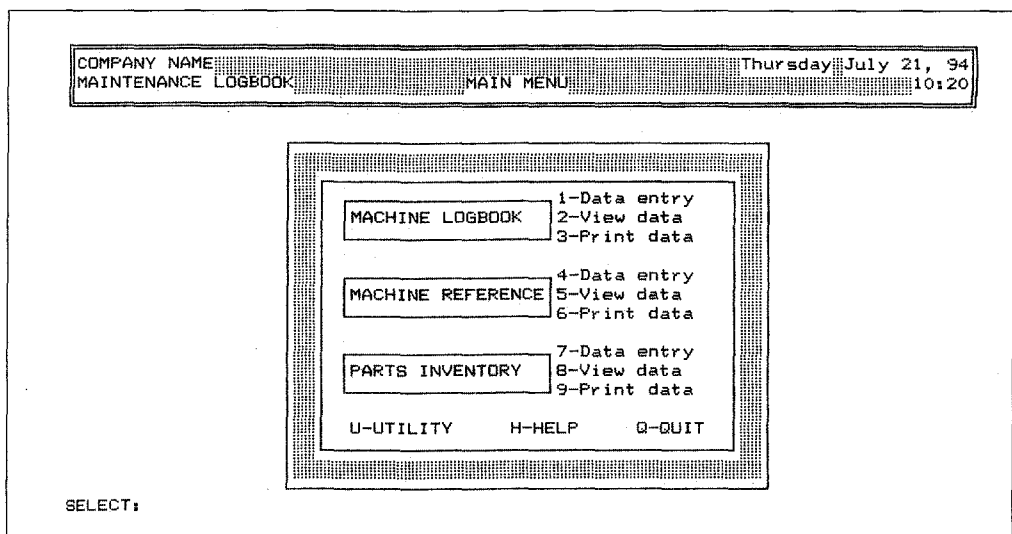 COMPANY NAME Thursday July 21, 94
MAINTENANCE LOGBOOK MAIN MENU 10:20
1-Data entry
MACHINE LOGBOOK 2-View data
3-Print data
4-Data entry
MACHINE REFERENCE 5-View data
6-Print data
7-Data entry
PARTS INVENTORY 8-View data
9-Print data
U-UTILITY H-HELP Q-QUIT
SELECT: